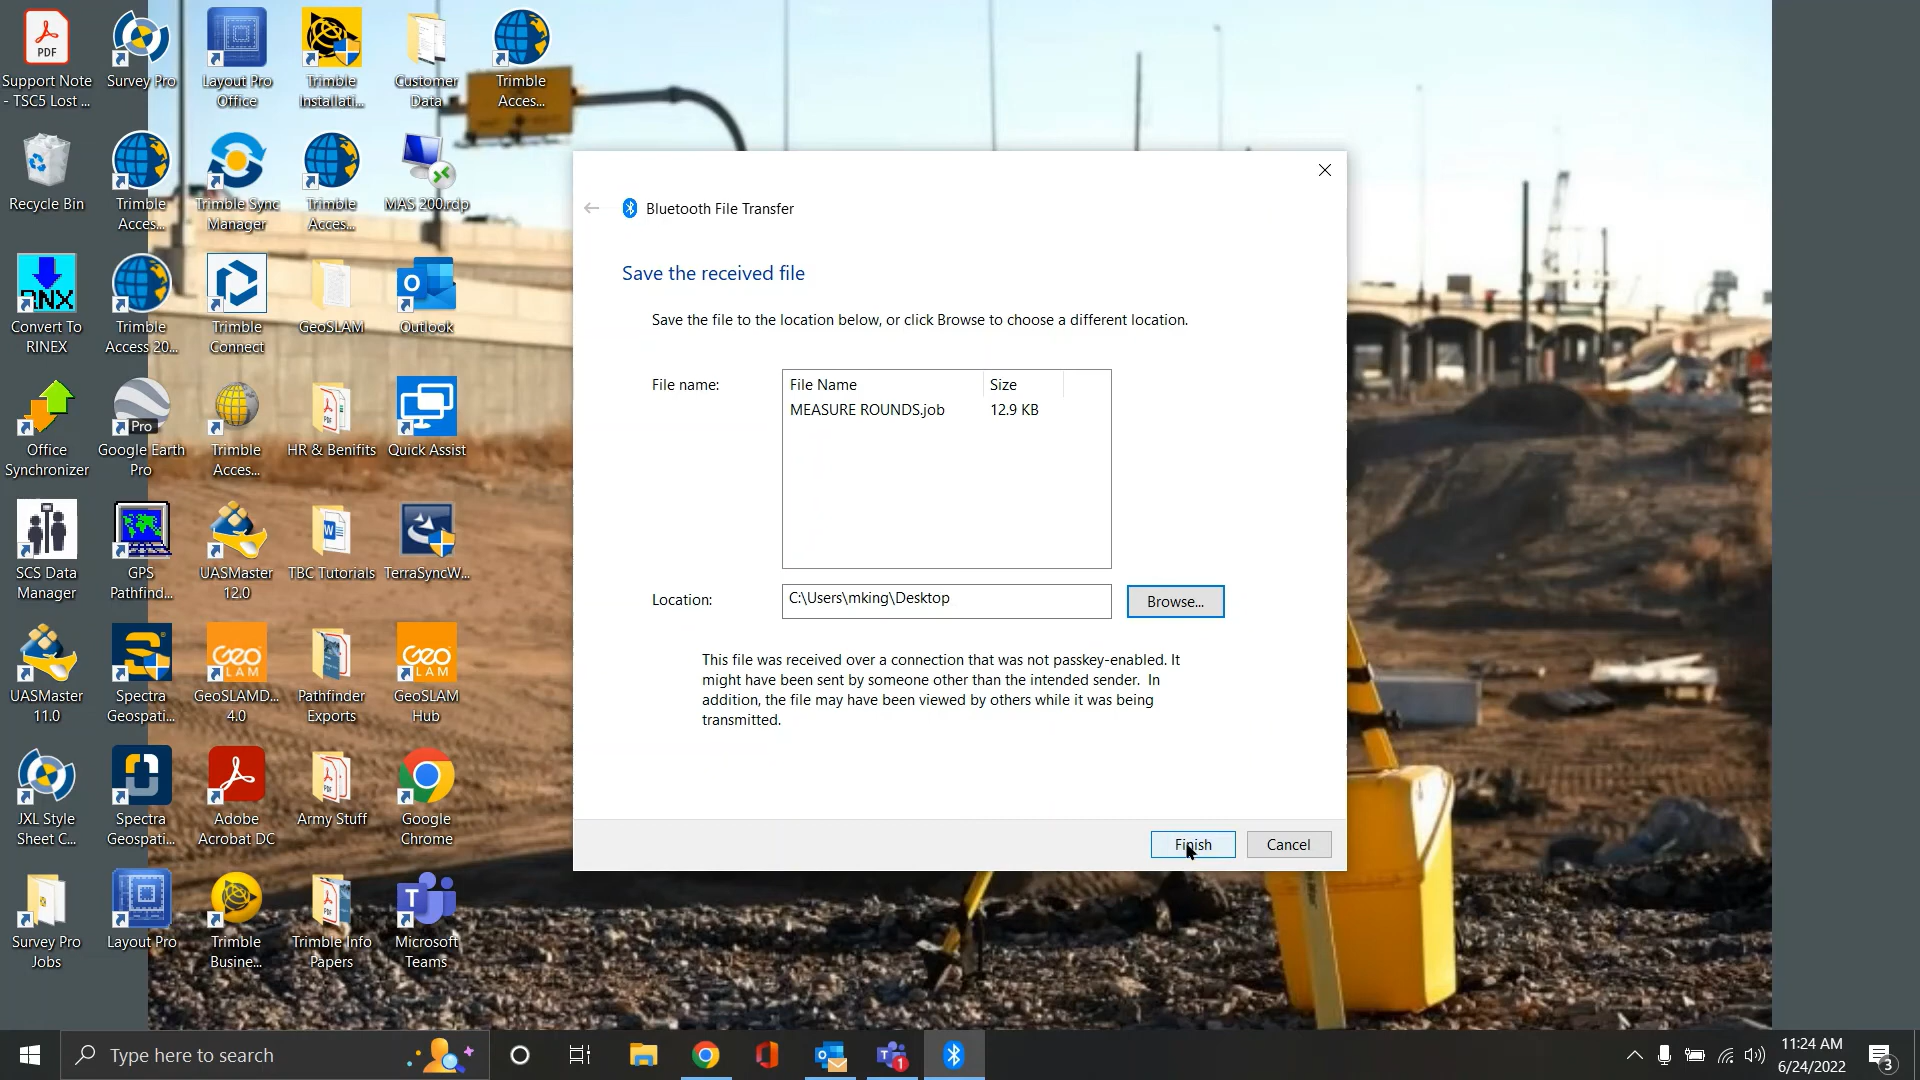 Support Note
- TSC5 Lost ...
Survey Pro
Layout Pro
Office
Trimble
Installati...
Customer
Data
Trimble
Acces...
Recycle Bin
Trimble
Acces...
Trimble Sync
Manager
Trimble
Acces...
MAS 200.rdp
RNX
Convert To
RINEX
Trimble
Access 20...
Trimble
Connect
GeoSLAM
Outlook
Office
Synchronizer
Pro
Google Earth
Pro
Trimble
Acces...
HR & Benifits
Quick Assist
SCS Data
Manager
GPS
Pathfind...
UASMaster
12.0
TBC Tutorials
TerraSyncW...
UASMaster
11.0
Spectra
Geospati...
GEO
SLAM
GeoSLAMD...
4.0
Pathfinder
Exports
GEO
SLAM
GeoSLAM
Hub
JXL Style
Sheet C...
Spectra
Geospati...
Adobe
Acrobat DC
Army Stuff
Google
Chrome
Survey Pro
Jobs
Layout Pro
Trimble
Busine...
Trimble Info
Papers
Microsoft
Teams
PDF
Bluetooth File Transfer
Save the received file
Save the file to the location below, or click Browse to choose a different location.
File name:
File Name Size
MEASURE ROUNDS.job 12.9 KB
Location:
C:\Users\mking\Desktop
Browse...
This file was received over a connection that was not passkey-enabled. It
might have been sent by someone other than the intended sender. In
addition, the file may have been viewed by others while it was being
transmitted.
Finish
Cancel
Type here to search
1
11:24 AM
6/24/2022
3